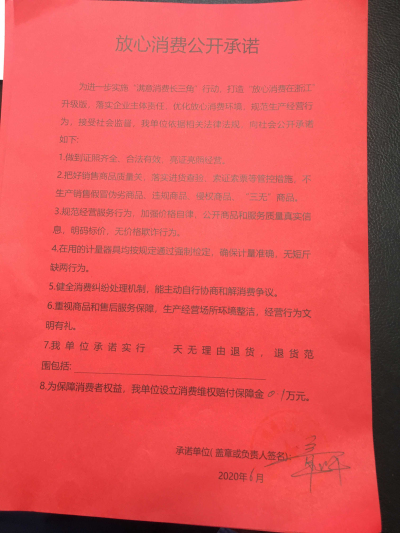 放心消费公开承诺
为进一步实施“满意消费长三角”行动，打造“放心消费在浙江”
升级版，落实企业主体责任，优化放心消费环境，规范生产经营行
为，接受社会监督，我单位依据相关法律法规，向社会公开承诺
如下：
1.做到证照齐全、合法有效、亮证亮照经营。
2.把好销售商品质量关，落实进货查验、索证索票等管控措施，不
生产销售假冒伪劣商品、违规商品、侵权商品、“三无”商品。
3.规范经营服务行为，加强价格自律，公开商品和服务质量真实信
息，明码标价，无价格欺诈行为。
4.在用的计量器具均按规定通过强制检定，确保计量准确，无短斤
缺两行为。
5.健全消费纠纷处理机制，能主动自行协商和解消费争议。
6.重视商品和售后服务保障，生产经营场所环境整洁，经营行为文
明有礼。
7.我单位承诺实行 天无理由退货，退货范
围包括：
8.为保障消费者权益，我单位设立消费维权赔付保障金 0.1万元。
承诺单位（盖章或负责人签名）：
2020年1月